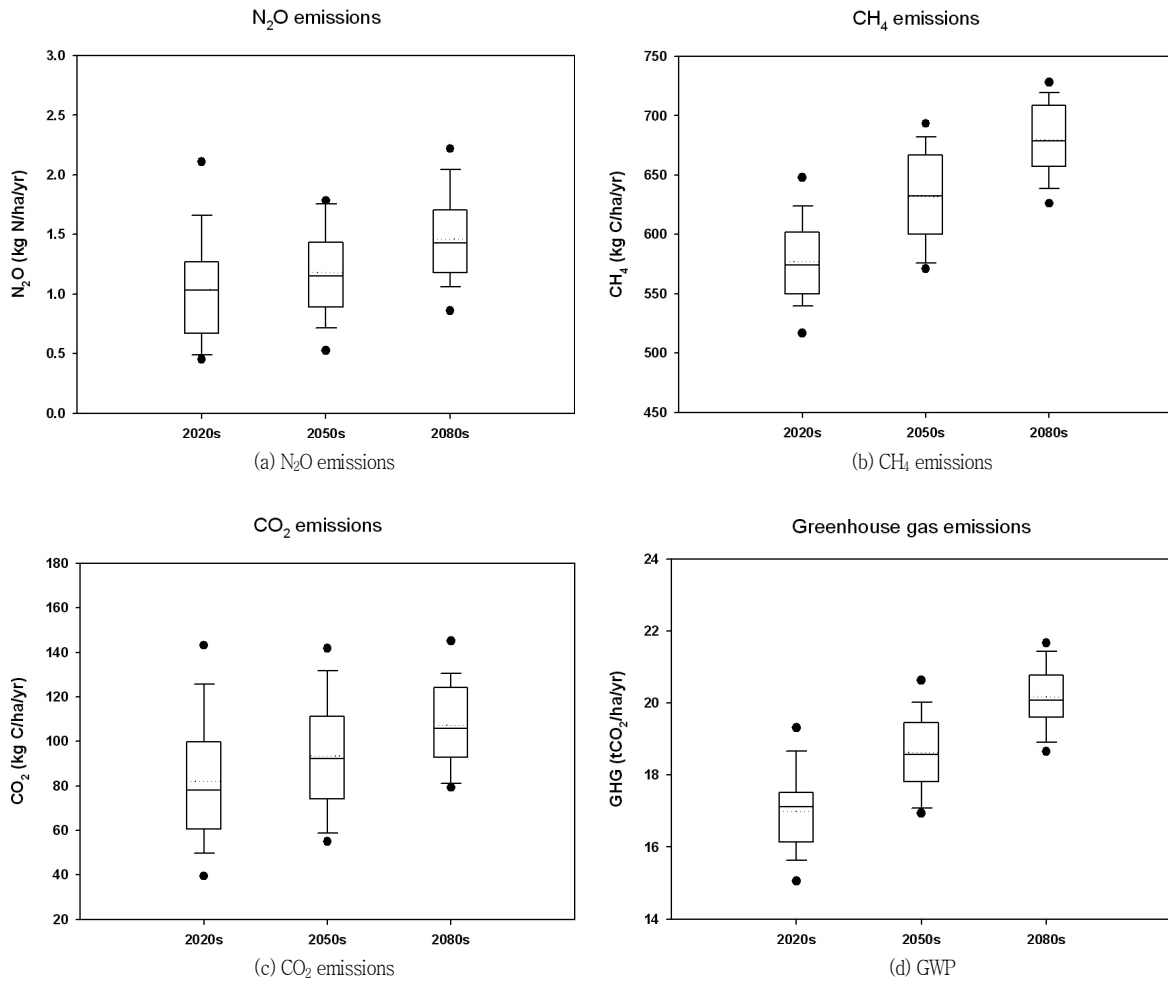 N2O emissions
3.0
2.5
2.0
1.5
1.0
0.5
0.0
N2O (kg N/ha/yr)
2020s 2050s 2080s
(a) N2O emissions
CH4 emissions
750
700
650
600
550
500
450
CH4 (kg C/ha/yr)
2020s 2050s 2080s
(b) CH4 emissions
CO2 emissions
180
160
140
120
100
80
60
40
20
CO2 (kg C/ha/yr)
2020s 2050s 2080s
(c) CO2 emissions
Greenhouse gas emissions
24
22
20
18
16
14
GHG (tCO2/ha/yr)
2020s 2050s 2080s
(d) GWP